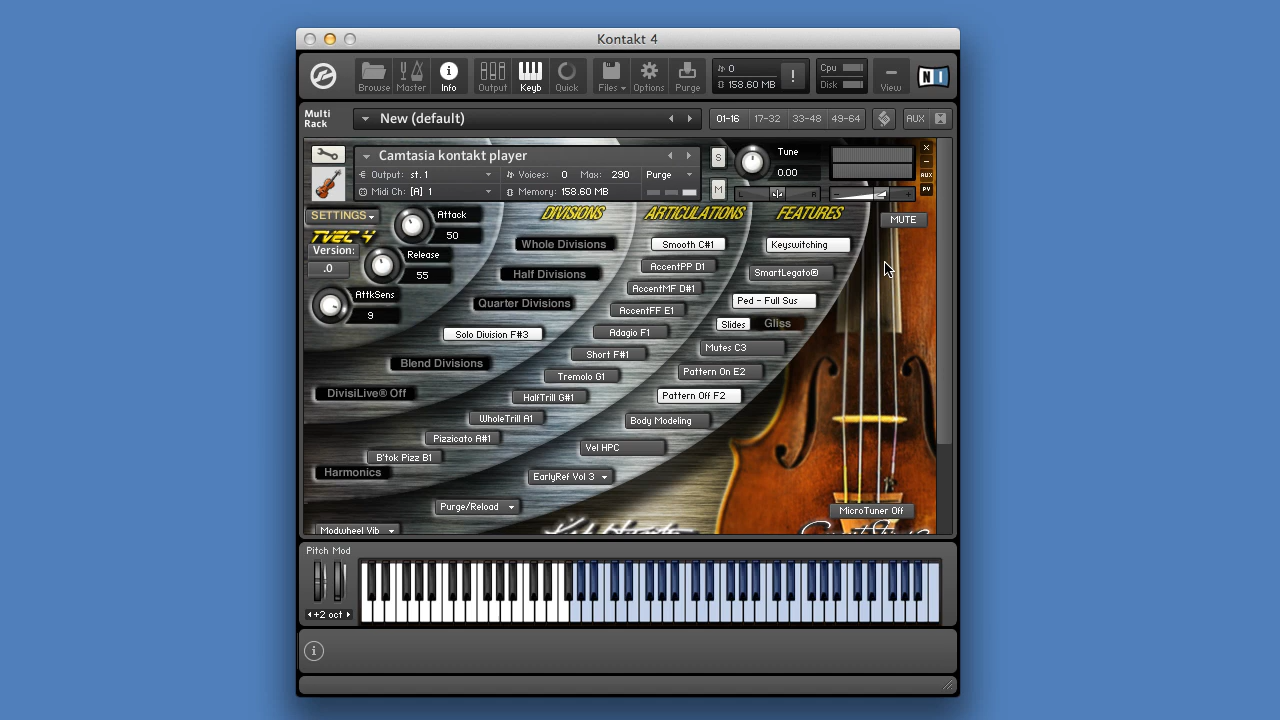 Kontakt 4
Browse Master Info Output Keyb Quick Files Options Purge 0 158.60 MB ! Cpu Disk View N I
Multi Rack New (default) 01-16 17-32 33-48 49-64 AUX
Camtasia kontakt player S Tune
Output: st. 1 Voices: 0 Max: 290 Purge 0.00
Midi Ch: [A] 1 Memory: 158.60 MB M L R - +
AUX
PV
SETTINGS Attack DIVISIONS ARTICULATIONS FEATURES MUTE
50
TVEC 4
Version:
.0
Release
55
AttkSens
9
Whole Divisions
Half Divisions
Quarter Divisions
Solo Division F#3
Blend Divisions
DivisiLive® Off
Harmonics
Smooth C#1
AccentPP D1
AccentMF D#1
AccentFF E1
Adagio F1
Short F#1
Tremolo G1
HalfTrill G#1
WholeTrill A1
Pizzicato A#1
B'tok Pizz B1
Keyswitching
SmartLegato®
Ped - Full Sus
Slides Gliss
Mutes C3
Pattern On E2
Pattern Off F2
Body Modeling
Vel HPC
EarlyRef Vol 3
Purge/Reload
MicroTuner Off
Modwheel Vib
Pitch Mod
+2 oct